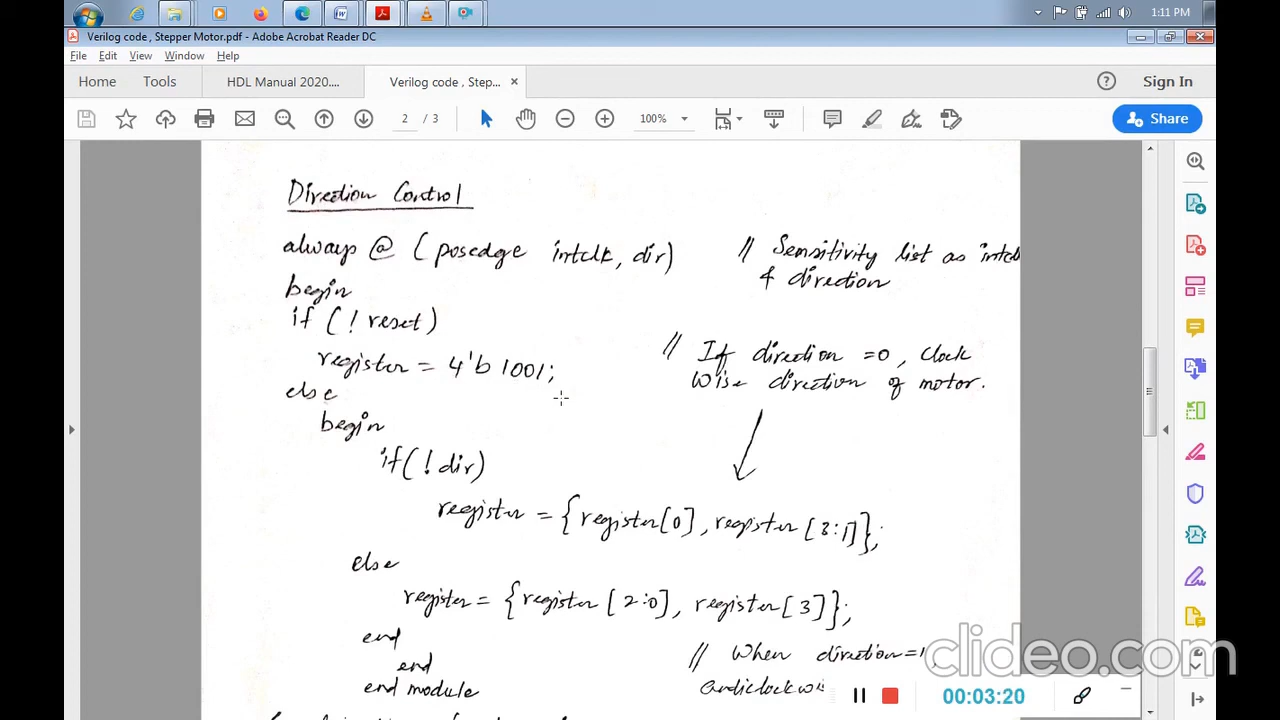 1:11 PM
Verilog code , Stepper Motor.pdf - Adobe Acrobat Reader DC
File Edit View Window Help
Home Tools HDL Manual 2020.... Verilog code , Step... × Sign In
2 / 3 100% Share
Direction Control
always @ (posedge intclk, dir) // Sensitivity list as intclk
& direction
begin
if (! reset)
register = 4'b 1001; // If direction =0, Clock
Wise direction of motor.
else
begin
if(! dir)
register = {register[0], register [3:1]};
else
register = {register [2:0], register [3]};
end
// When direction=1,
end
end module
clideo.com
00:03:20